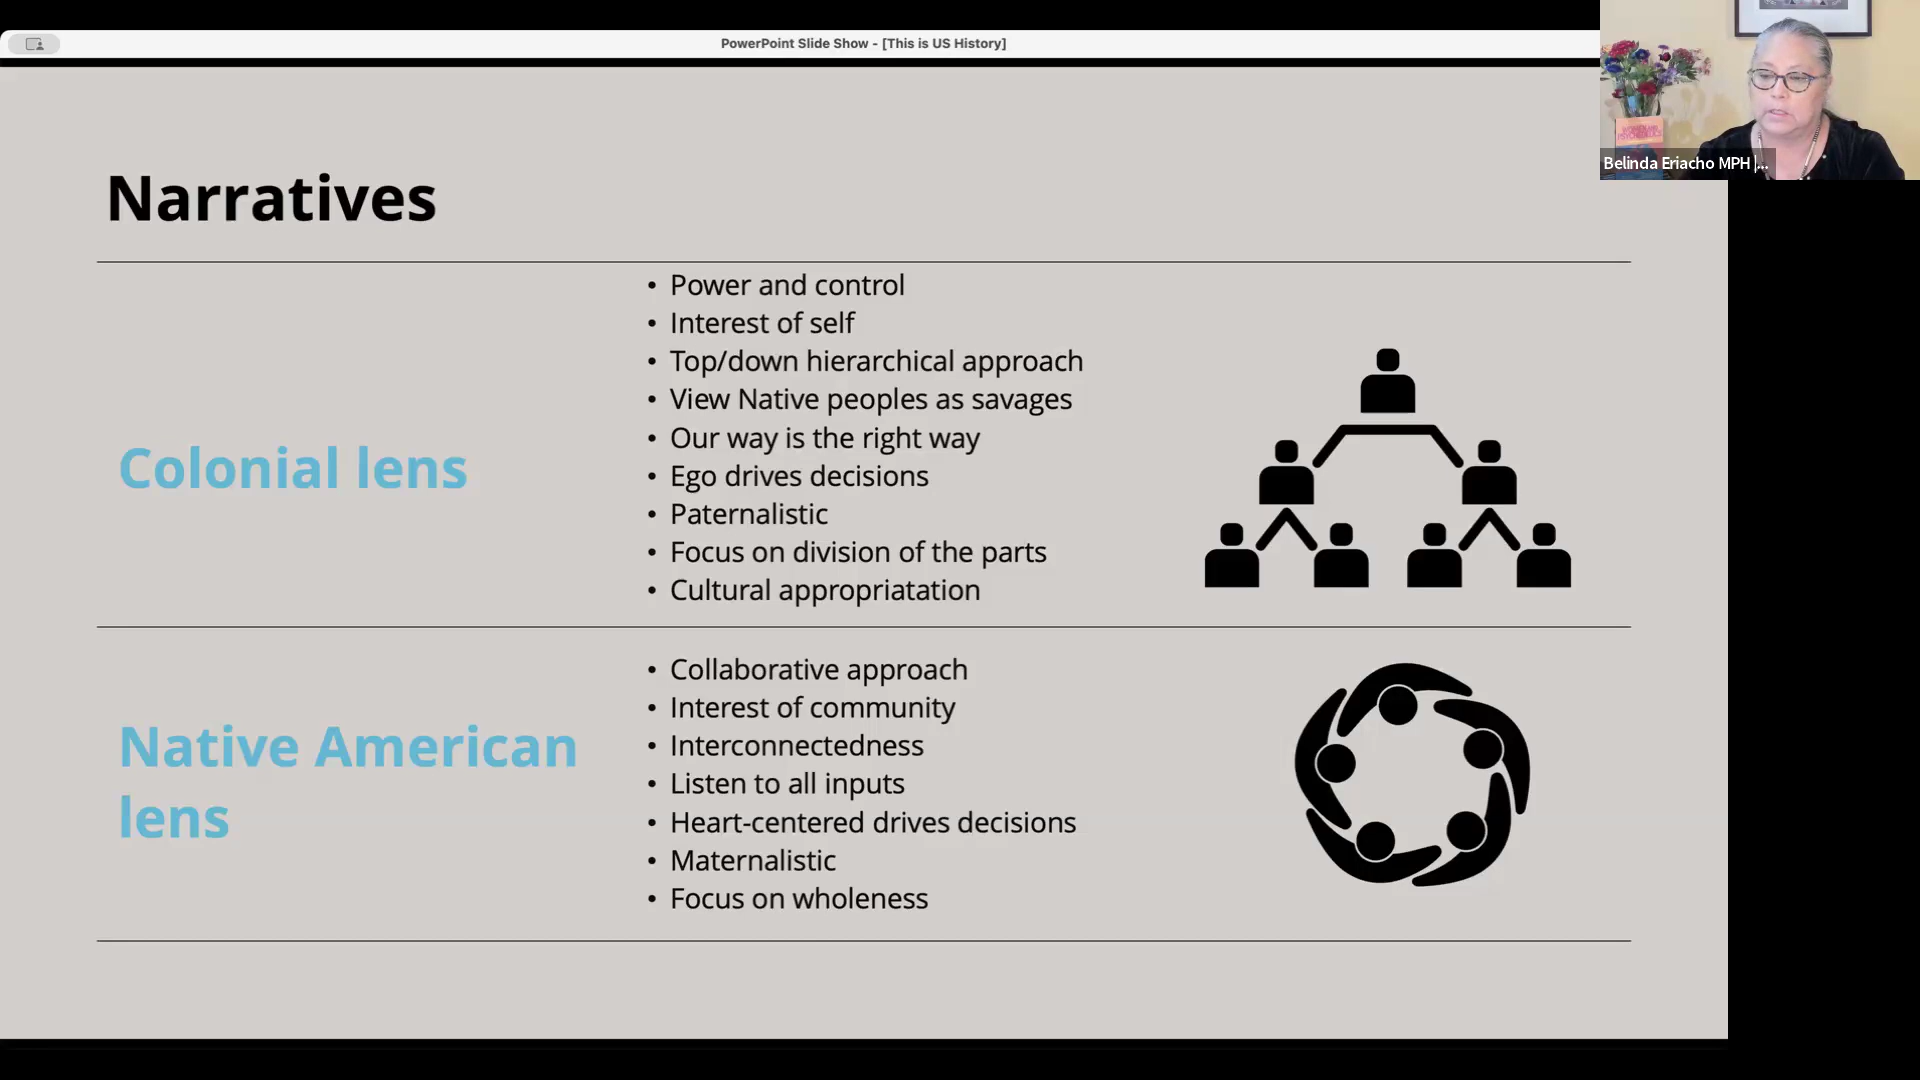 PowerPoint Slide Show - [This is US History]
Belinda Eriacho MPH |...
Narratives
Colonial lens
• Power and control
• Interest of self
• Top/down hierarchical approach
• View Native peoples as savages
• Our way is the right way
• Ego drives decisions
• Paternalistic
• Focus on division of the parts
• Cultural appropriatation
Native American
lens
• Collaborative approach
• Interest of community
• Interconnectedness
• Listen to all inputs
• Heart-centered drives decisions
• Maternalistic
• Focus on wholeness